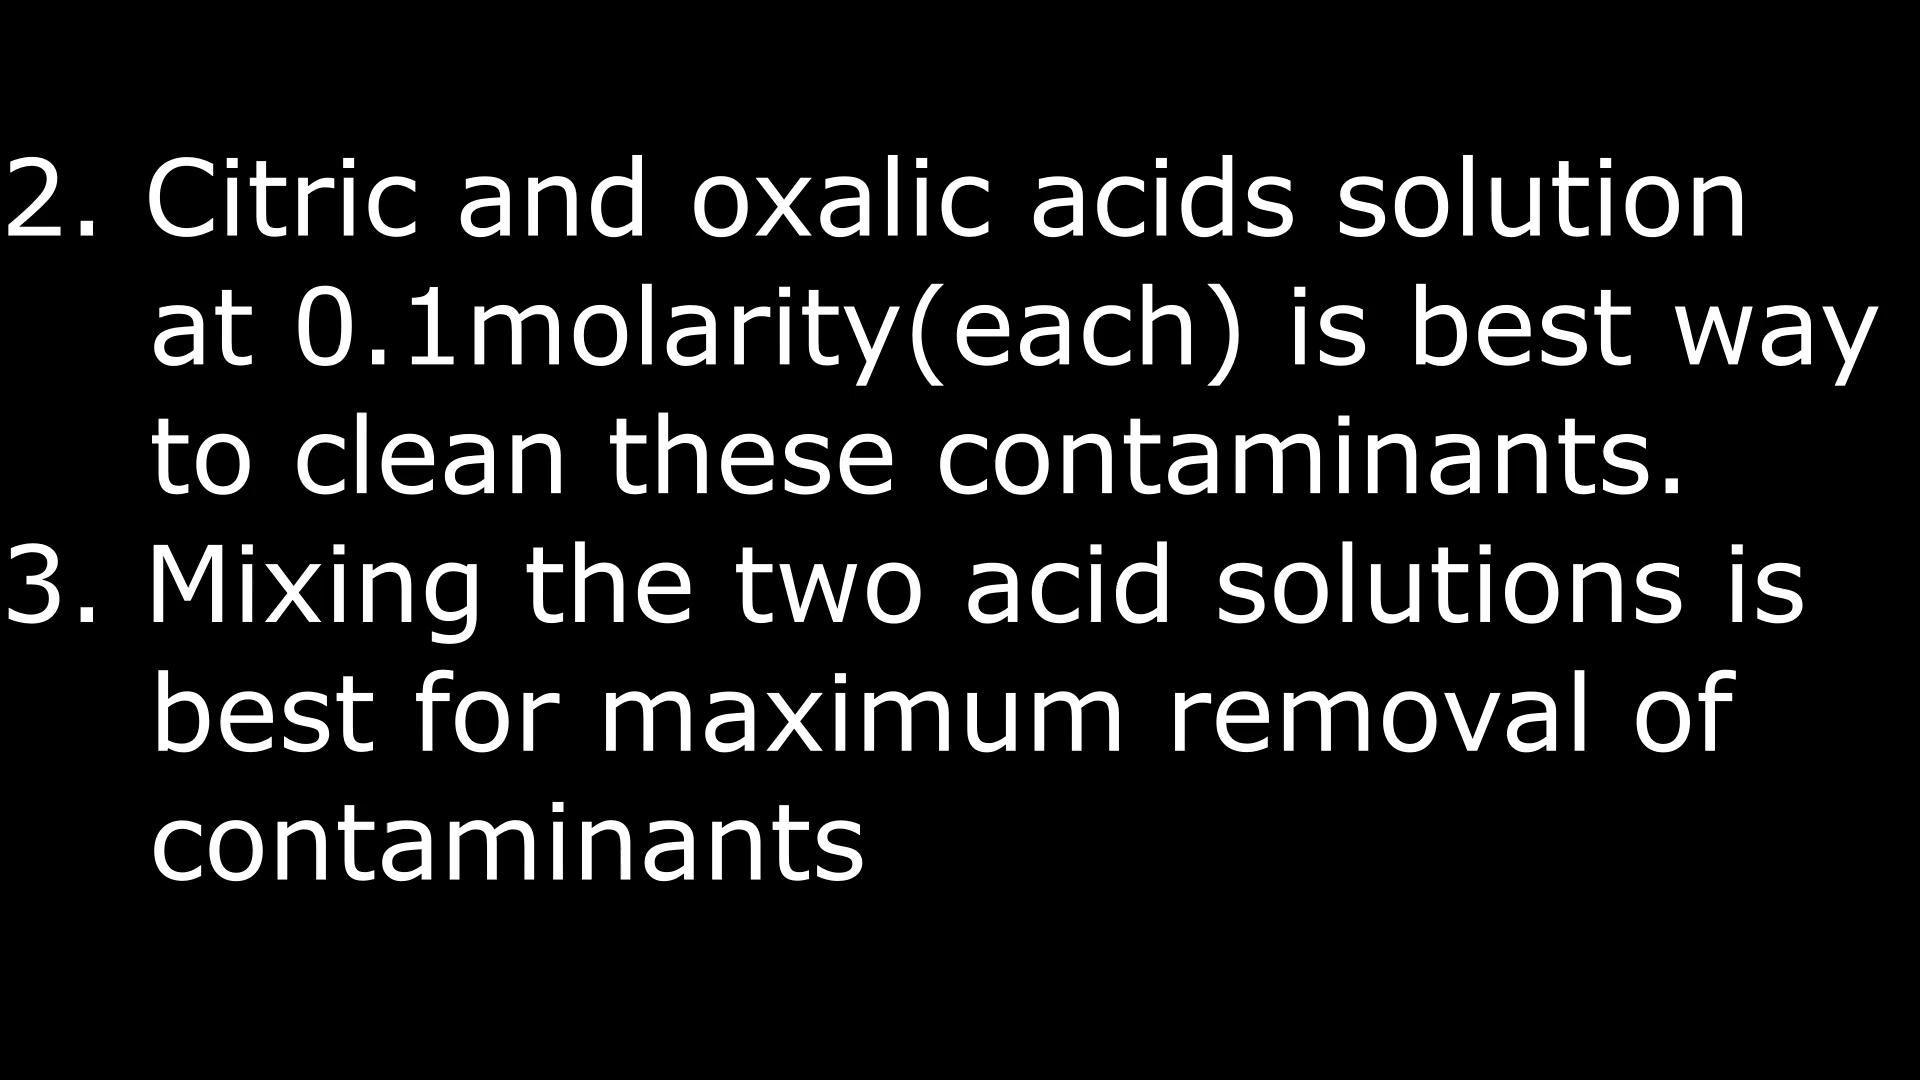 2. Citric and oxalic acids solution
at 0.1molarity(each) is best way
to clean these contaminants.
3. Mixing the two acid solutions is
best for maximum removal of
contaminants